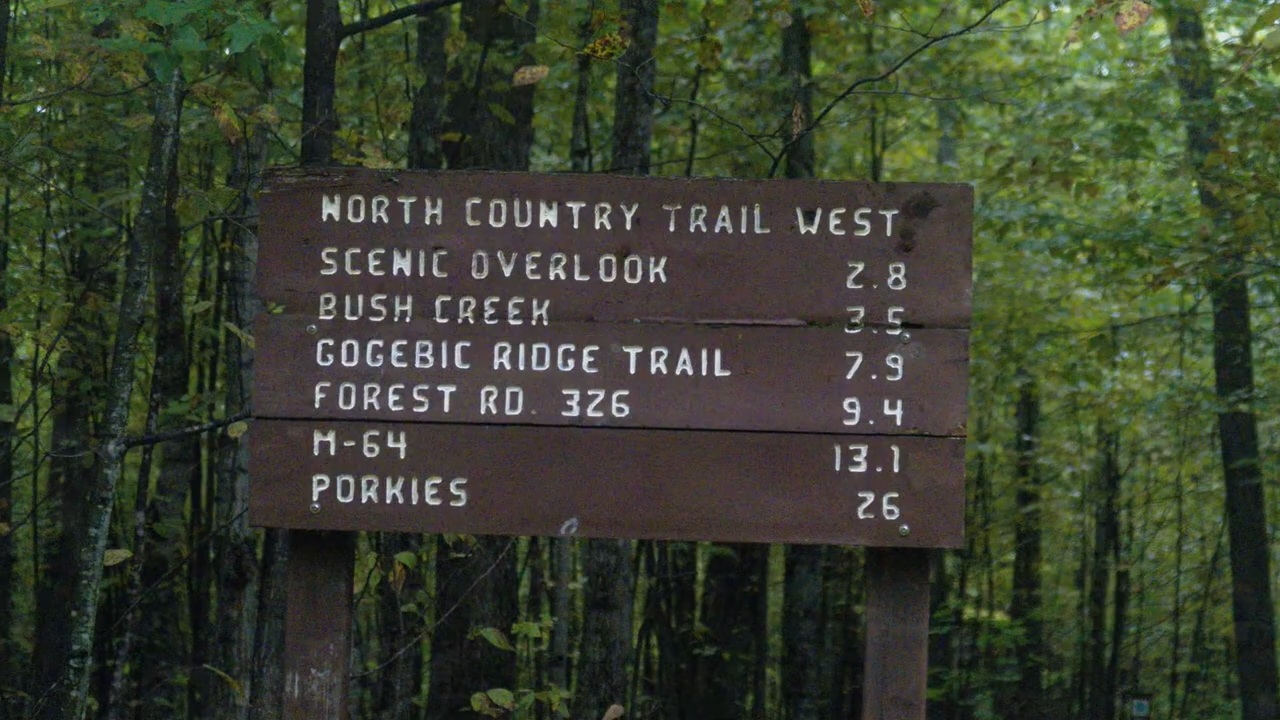 NORTH COUNTRY TRAIL WEST
SCENIC OVERLOOK 2.8
BUSH CREEK 3.5
GOGEBIC RIDGE TRAIL 7.9
FOREST RD. 326 9.4
M-64 13.1
PORKIES 26